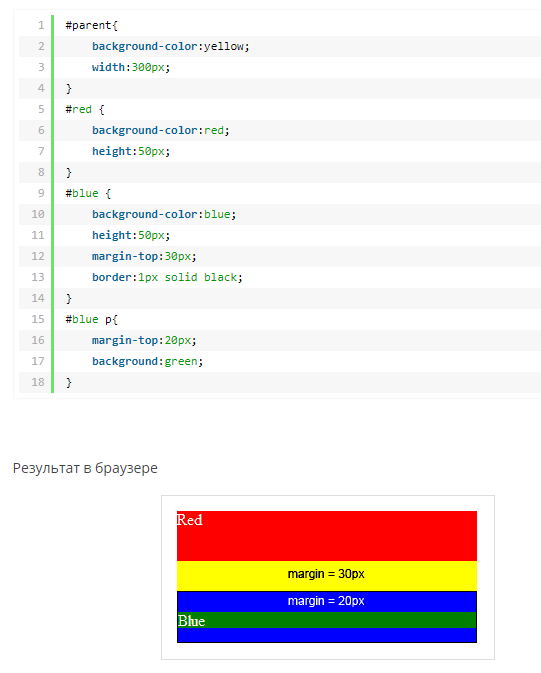 1 #parent{
2 background-color:yellow;
3 width:300px;
4 }
5 #red {
6 background-color:red;
7 height:50px;
8 }
9 #blue {
10 background-color:blue;
11 height:50px;
12 margin-top:30px;
13 border:1px solid black;
14 }
15 #blue p{
16 margin-top:20px;
17 background:green;
18 }
Результат в браузере
Red
margin = 30px
margin = 20px
Blue